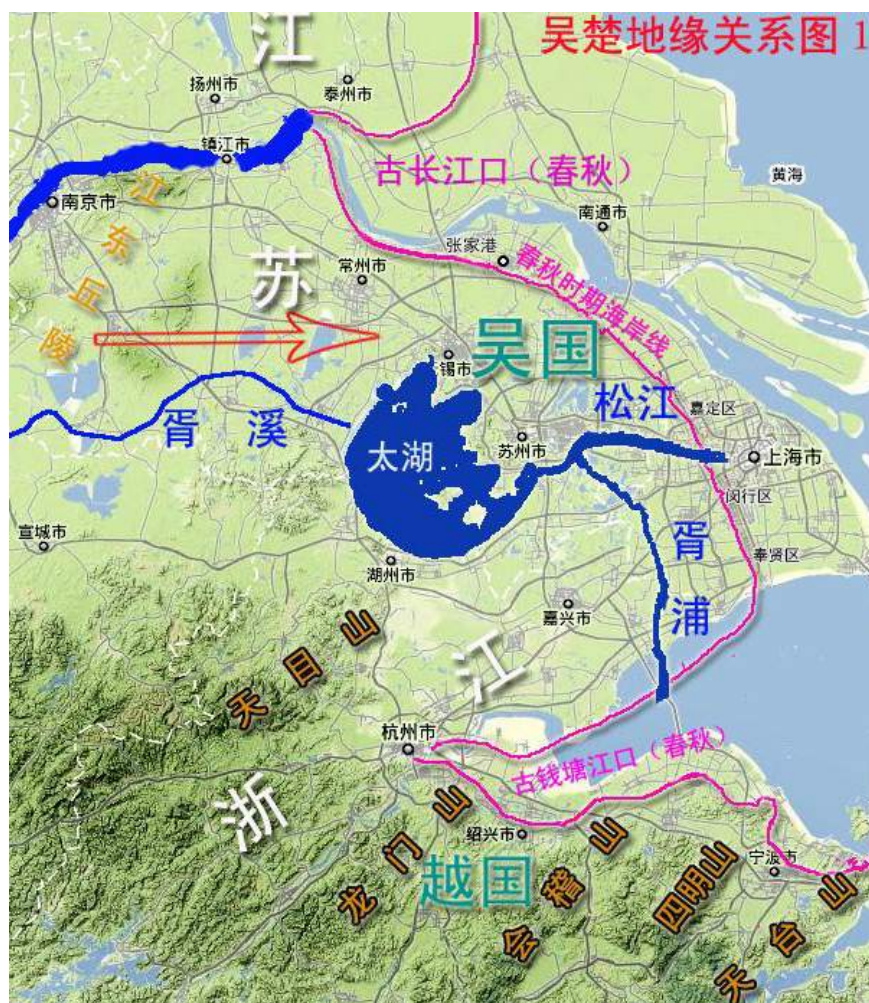 吴楚地缘关系图 1
江
扬州市
泰州市
镇江市
古长江口（春秋）
黄海
南京市
江东丘陵
南通市
张家港
苏
常州市
春秋时期海岸线
吴国
锡市
胥 溪
松江
嘉定区
太湖
苏州市
上海市
闵行区
宣城市
胥浦
奉贤区
湖州市
嘉兴市
天目山
江
杭州市
古钱塘江口（春秋）
浙
龙门山
绍兴市
越国
会稽山
四明山
宁波市
天台山